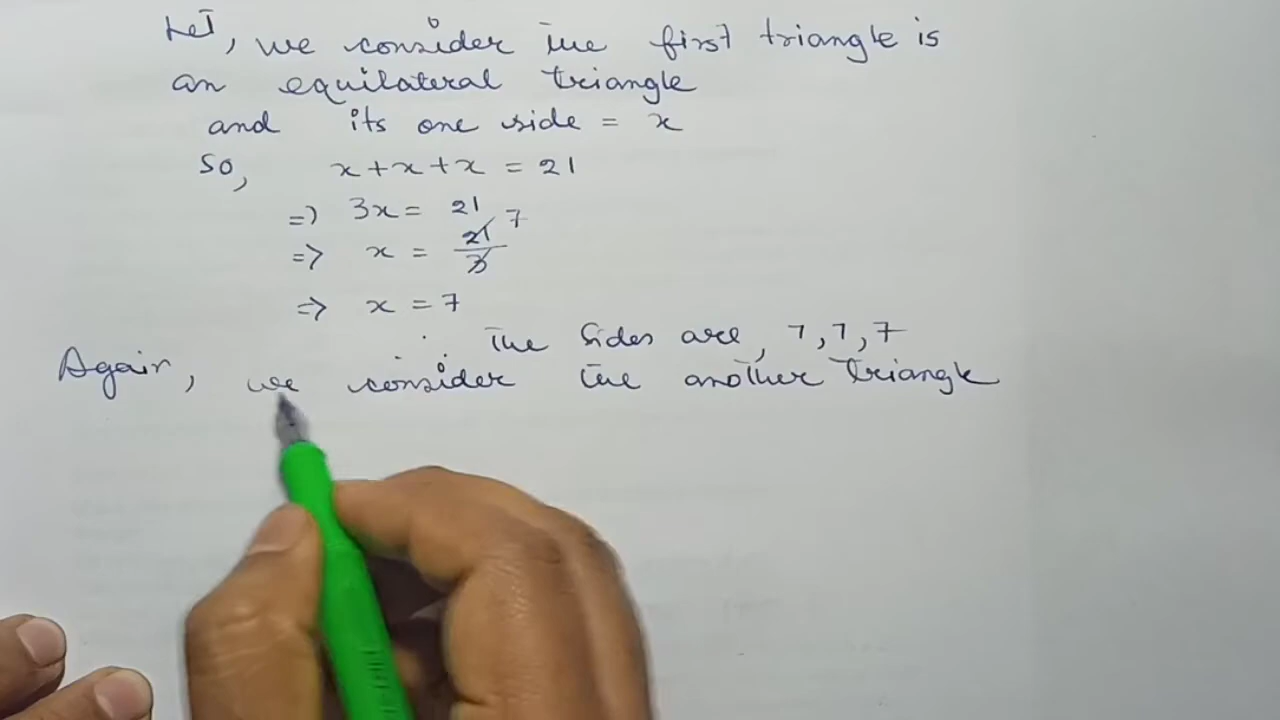 Let, we consider the first triangle is
an equilateral triangle
and its one side = x
So, x + x + x = 21
=> 3x = 21
=> x = 21/3 7
=> x = 7
∴ The sides are, 7, 7, 7
Again, we consider the another triangle